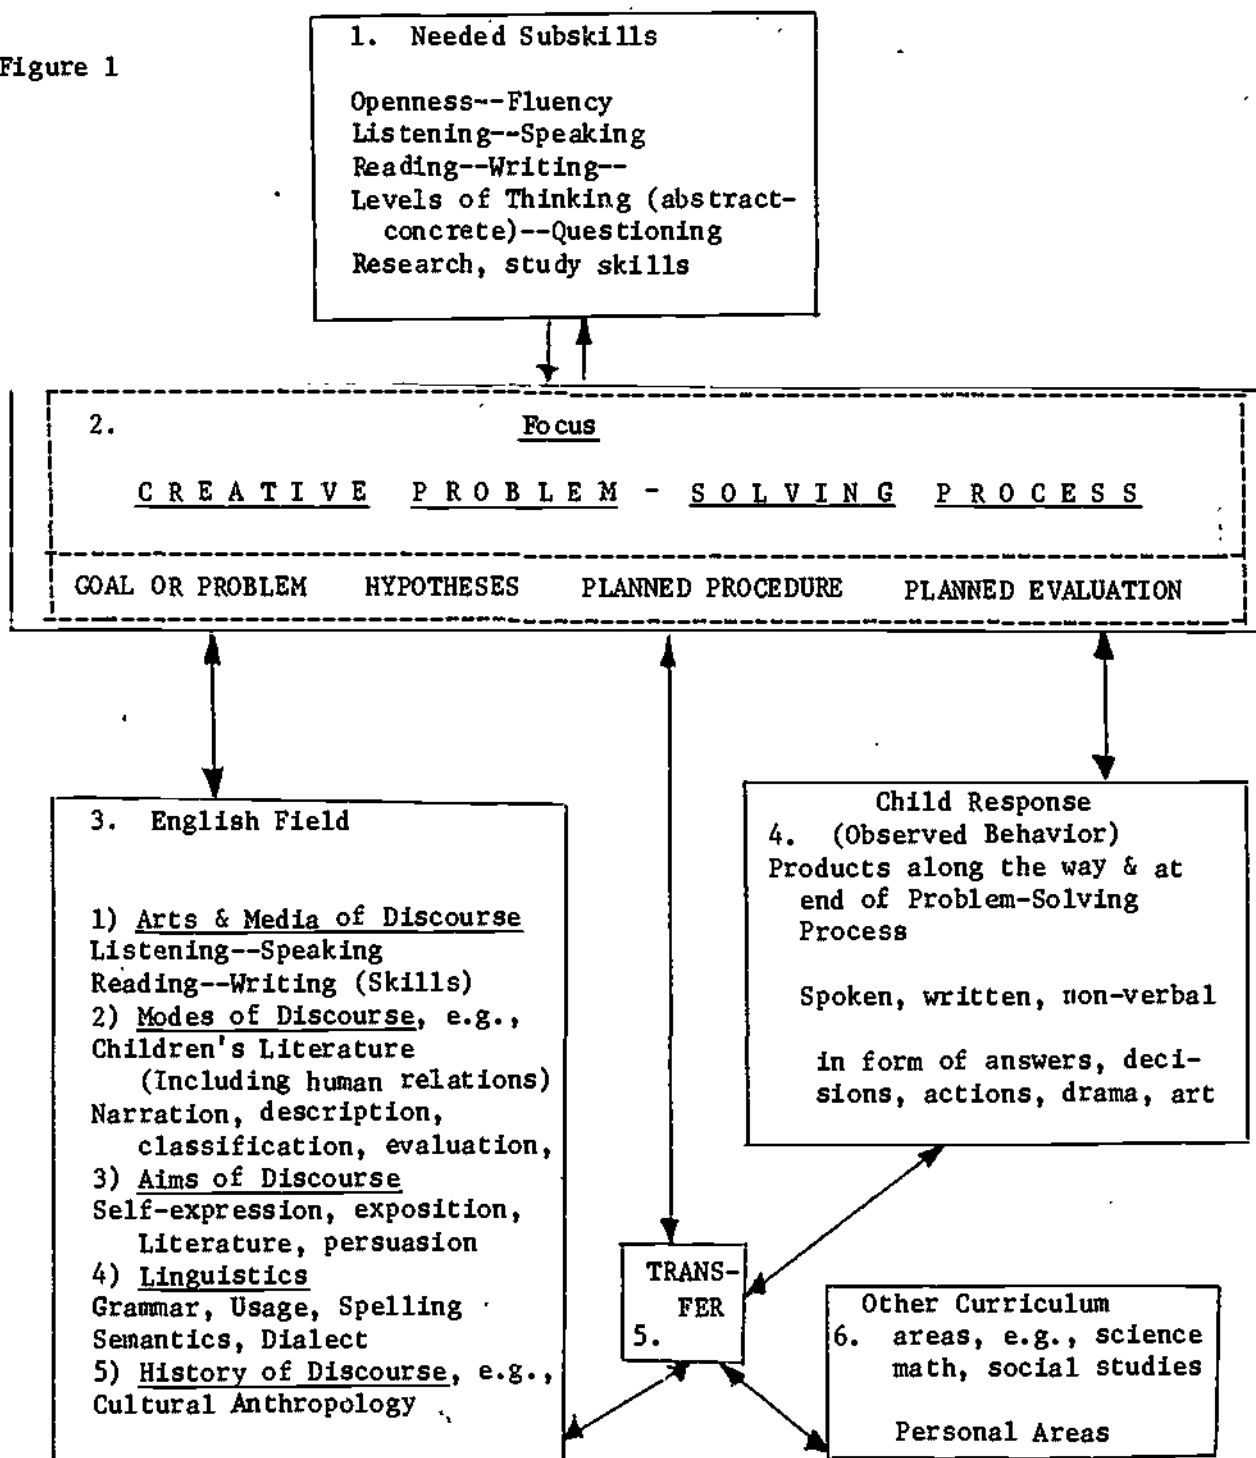 Figure 1
1. Needed Subskills
Openness--Fluency
Listening--Speaking
Reading--Writing--
Levels of Thinking (abstract-
concrete)--Questioning
Research, study skills
2. Focus
CREATIVE PROBLEM - SOLVING PROCESS
GOAL OR PROBLEM HYPOTHESES PLANNED PROCEDURE PLANNED EVALUATION
3. English Field
1) Arts & Media of Discourse
Listening--Speaking
Reading--Writing (Skills)
2) Modes of Discourse, e.g.,
Children's Literature
(Including human relations)
Narration, description,
classification, evaluation,
3) Aims of Discourse
Self-expression, exposition,
Literature, persuasion
4) Linguistics
Grammar, Usage, Spelling
Semantics, Dialect
5) History of Discourse, e.g.,
Cultural Anthropology
Child Response
4. (Observed Behavior)
Products along the way & at
end of Problem-Solving
Process
Spoken, written, non-verbal
in form of answers, deci-
sions, actions, drama, art
TRANS-
FER
5.
Other Curriculum
6. areas, e.g., science
math, social studies
Personal Areas